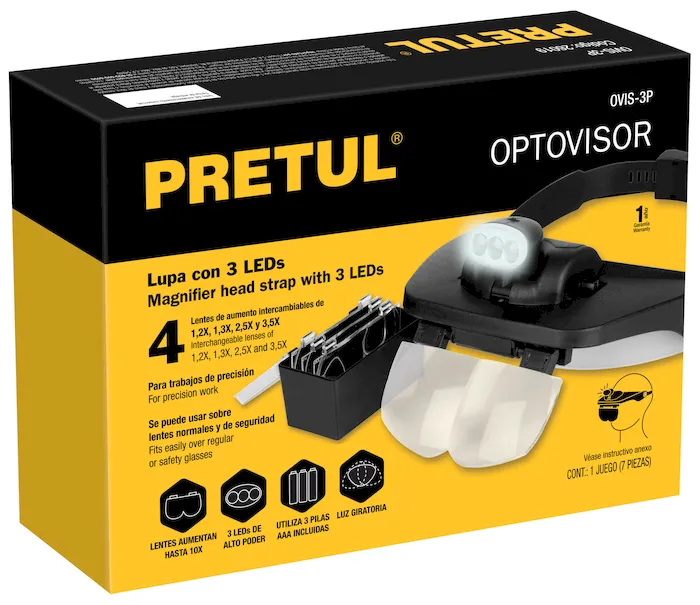 PRETUL
OVIS-3P
Código: 26019
OVIS-3P
OPTOVISOR
PRETUL®
1 año
Garantía
Warranty
Lupa con 3 LEDs
Magnifier head strap with 3 LEDs
4
Lentes de aumento intercambiables de
1,2X, 1,3X, 2,5X y 3,5X
Interchangeable lenses of
1,2X, 1,3X, 2,5X and 3,5X
Para trabajos de precisión
For precision work
Se puede usar sobre
lentes normales y de seguridad
Fits easily over regular
or safety glasses
Véase instructivo anexo
CONT.: 1 JUEGO (7 PIEZAS)
LENTES AUMENTAN
HASTA 10X
3 LEDs DE
ALTO PODER
UTILIZA 3 PILAS
AAA INCLUIDAS
LUZ GIRATORIA